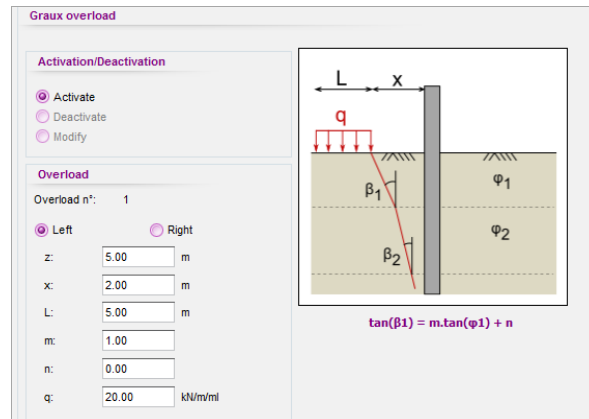 Graux overload
Activation/Deactivation
Activate
Deactivate
Modify
Overload
Overload n°: 1
Left Right
z: 5.00 m
x: 2.00 m
L: 5.00 m
m: 1.00
n: 0.00
q: 20.00 kN/m/ml
L x
q
β1 φ1
φ2
β2
tan(β1) = m.tan(φ1) + n